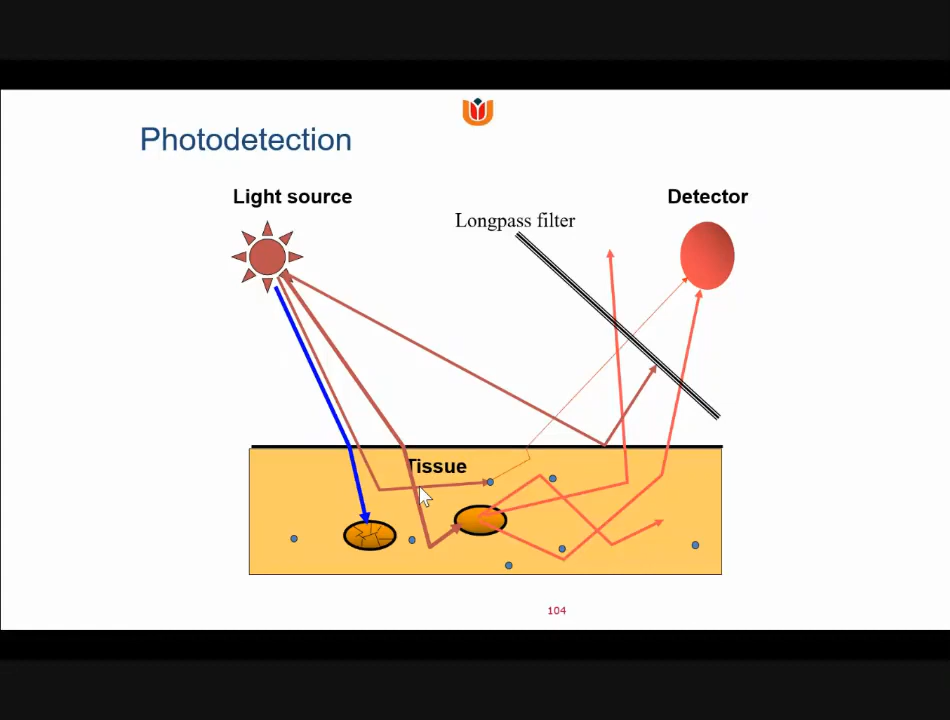 Photodetection
Light source
Detector
Longpass filter
Tissue
104